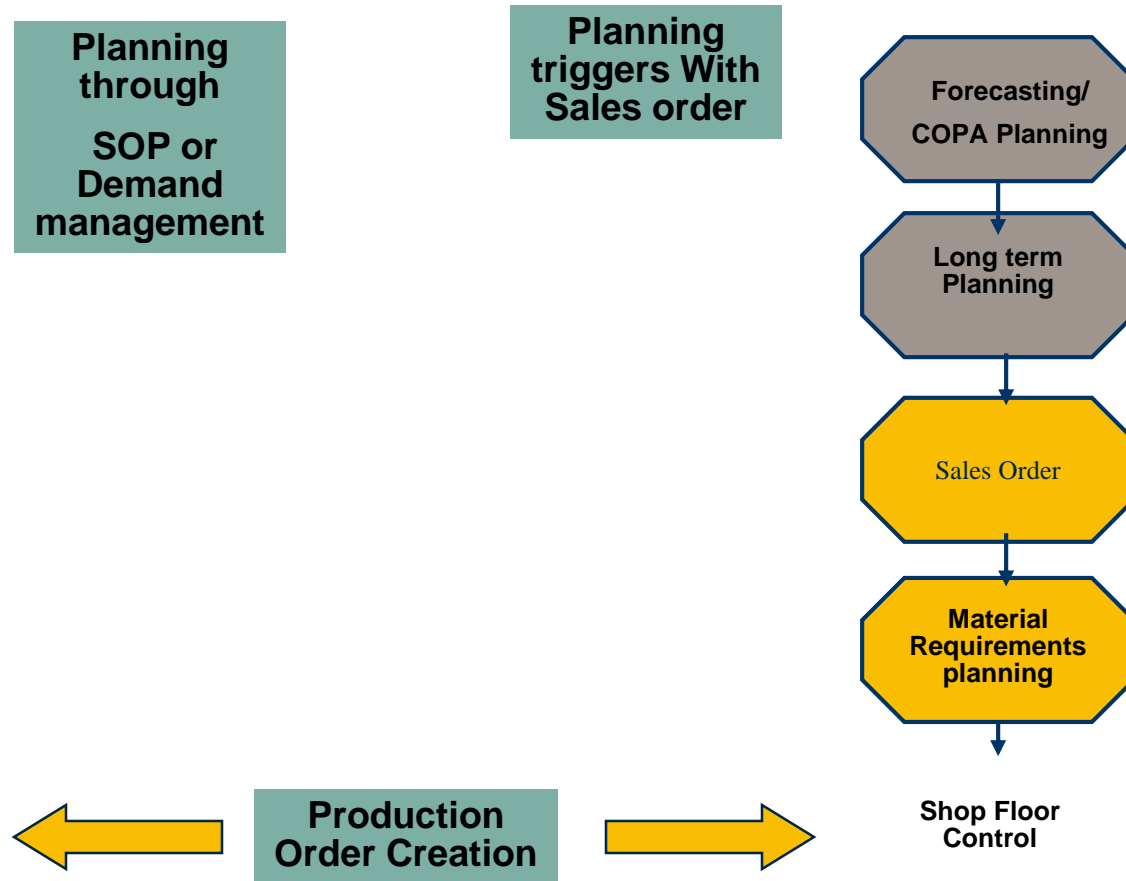 Planning
through
SOP or
Demand
management
Planning
triggers With
Sales order
Forecasting/
COPA Planning
Long term
Planning
Sales Order
Material
Requirements
planning
Production
Order Creation
Shop Floor
Control